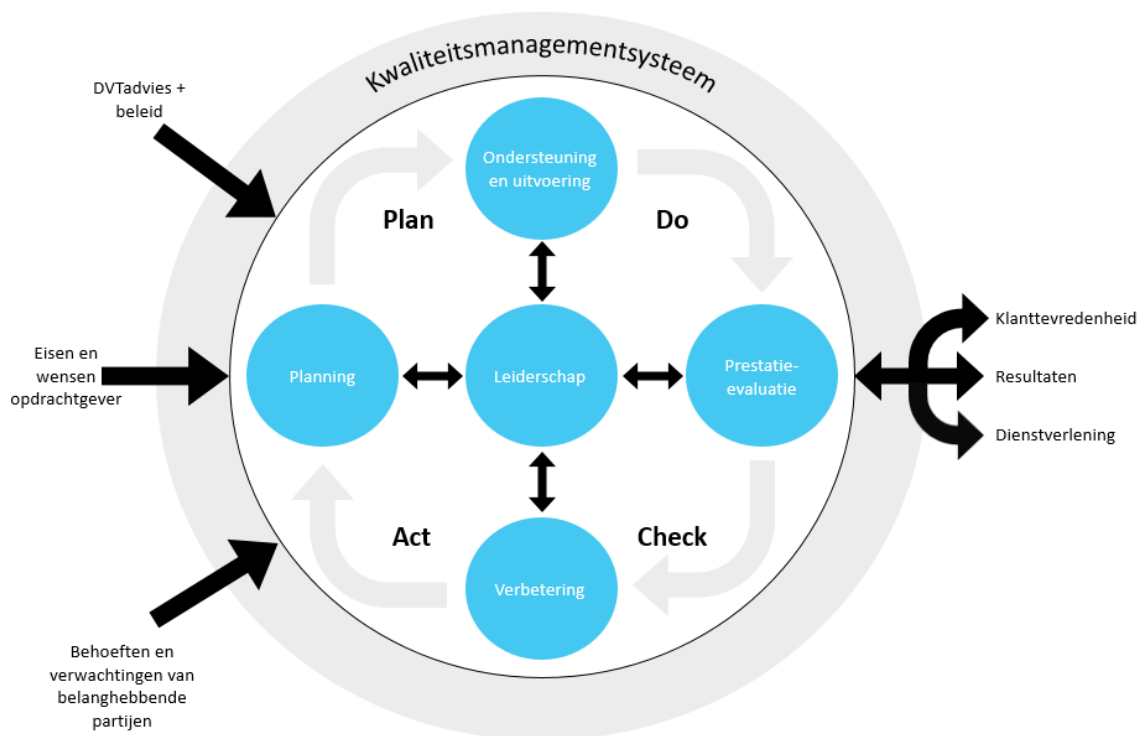 Kwaliteitsmanagementsysteem
DVTadvies +
beleid
Ondersteuning
en uitvoering
Plan
Do
Eisen en
wensen
opdrachtgever
Planning
Leiderschap
Prestatie-
evaluatie
Klanttevredenheid
Resultaten
Dienstverlening
Act
Check
Verbetering
Behoeften en
verwachtingen van
belanghebbende
partijen